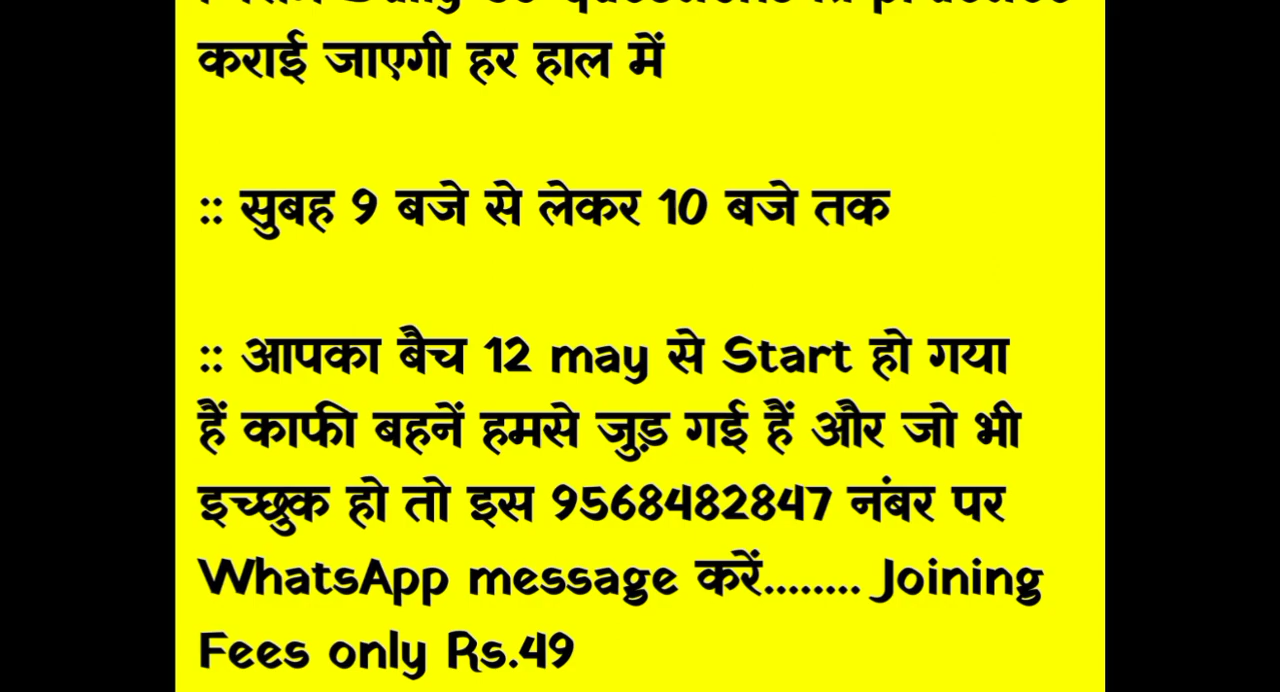 कराई जाएगी हर हाल में
:: सुबह 9 बजे से लेकर 10 बजे तक
:: आपका बैच 12 may से Start हो गया
हैं काफी बहनें हमसे जुड़ गई हैं और जो भी
इच्छुक हो तो इस 9568482847 नंबर पर
WhatsApp message करें........ Joining
Fees only Rs.49